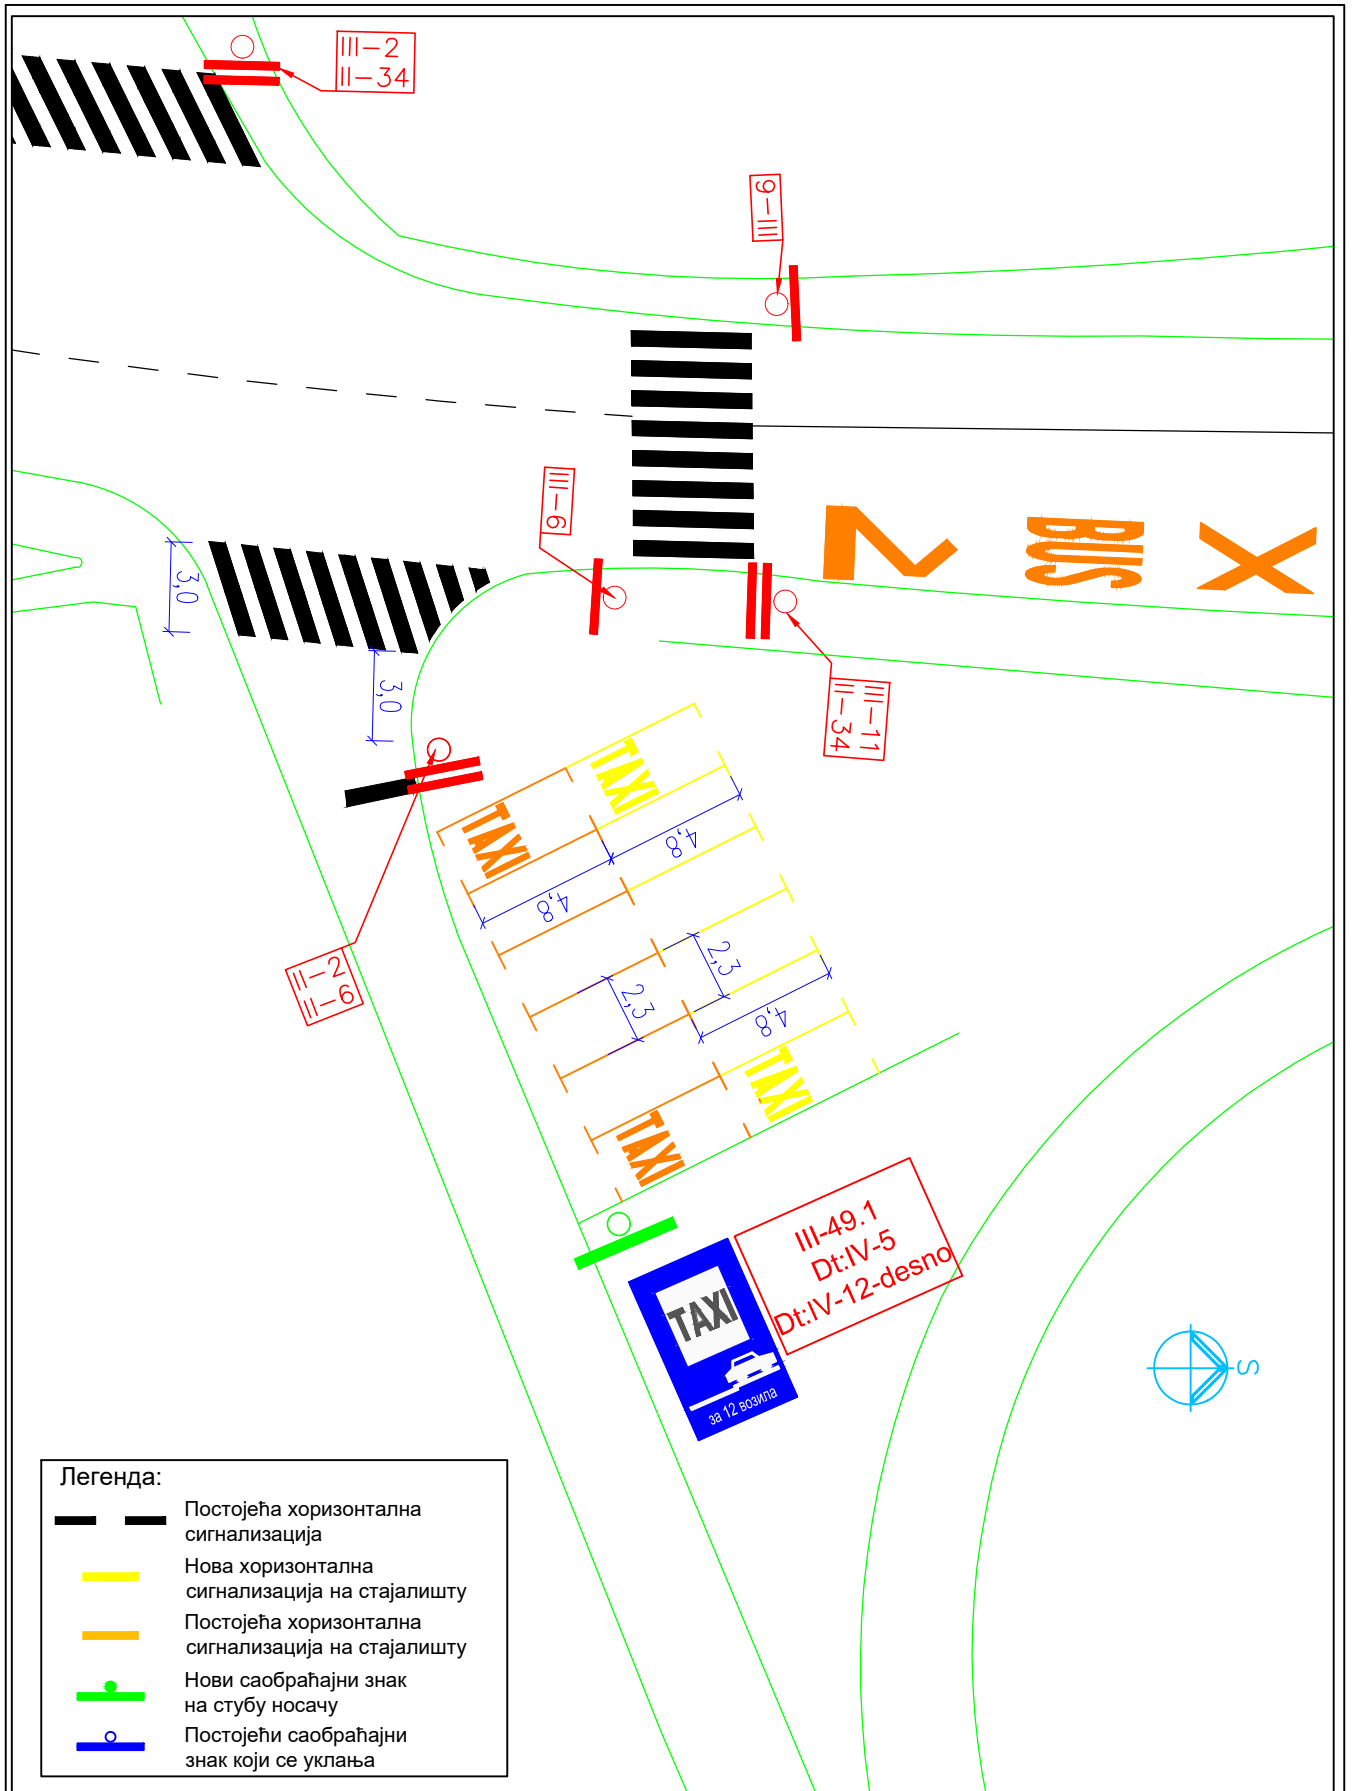 III-2
II-34
9-III
III-6
BUS
3,0
3,0
III-11
II-34
TAXI
TAXI
4,8
4,8
II-2
II-6
2,3
2,3
4,8
TAXI
TAXI
III-49.1
Dt:IV-5
Dt:IV-12-desno
TAXI
за 12 возила
S
Легенда:
Постојећа хоризонтална
сигнализација
Нова хоризонтална
сигнализација на стајалишту
Постојећа хоризонтална
сигнализација на стајалишту
Нови саобраћајни знак
на стубу носачу
Постојећи саобраћајни
знак који се уклања